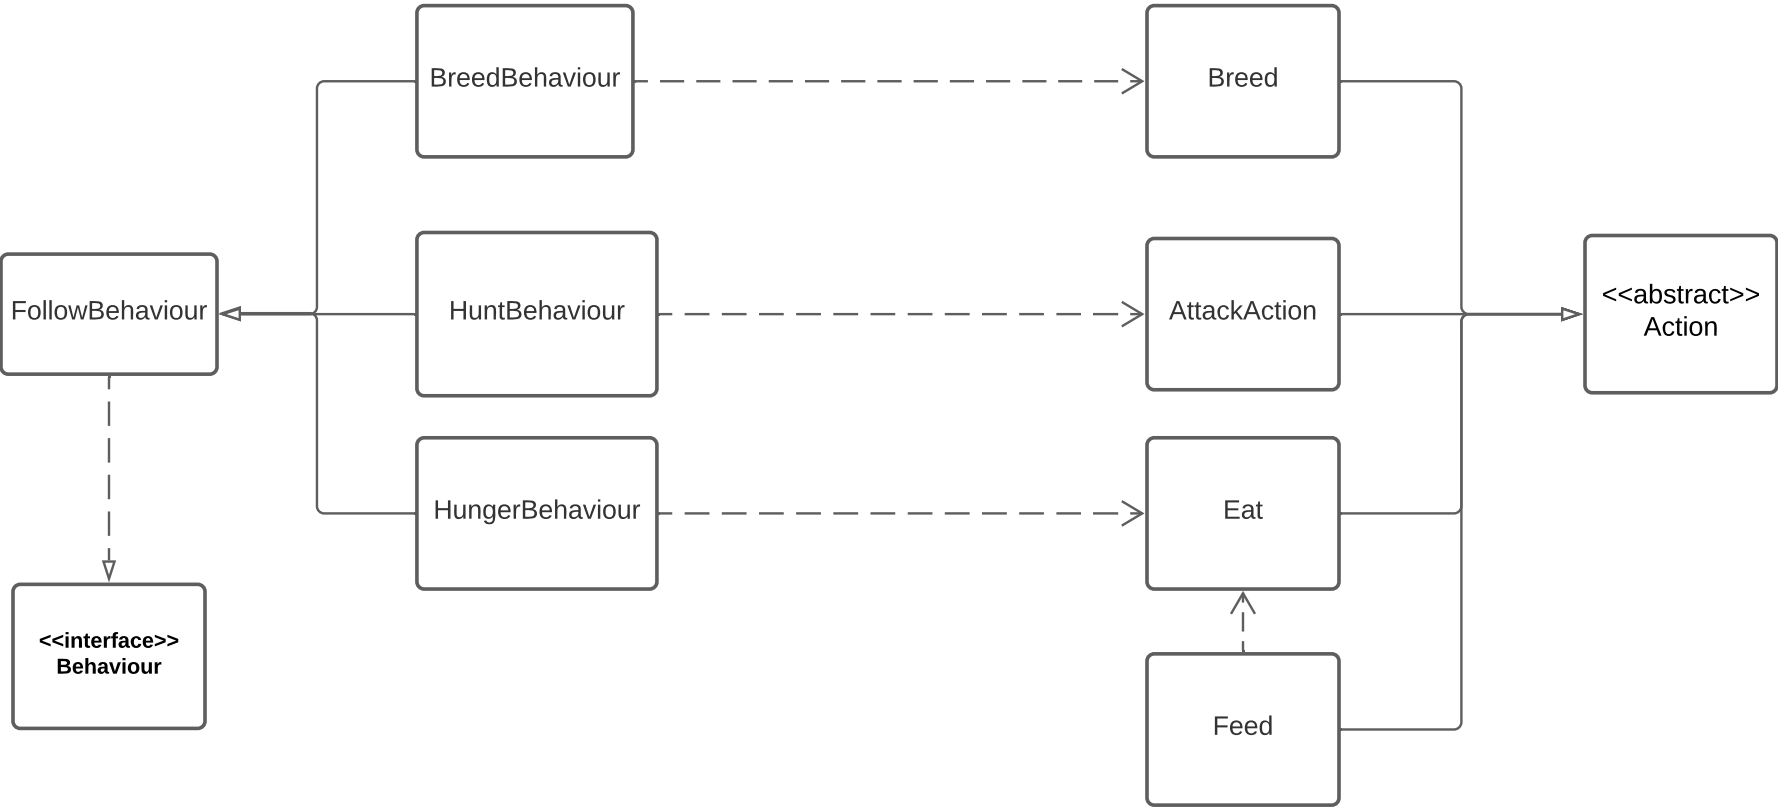 BreedBehaviour
Breed
FollowBehaviour
HuntBehaviour
AttackAction
<<abstract>>
Action
HungerBehaviour
Eat
<<interface>>
Behaviour
Feed